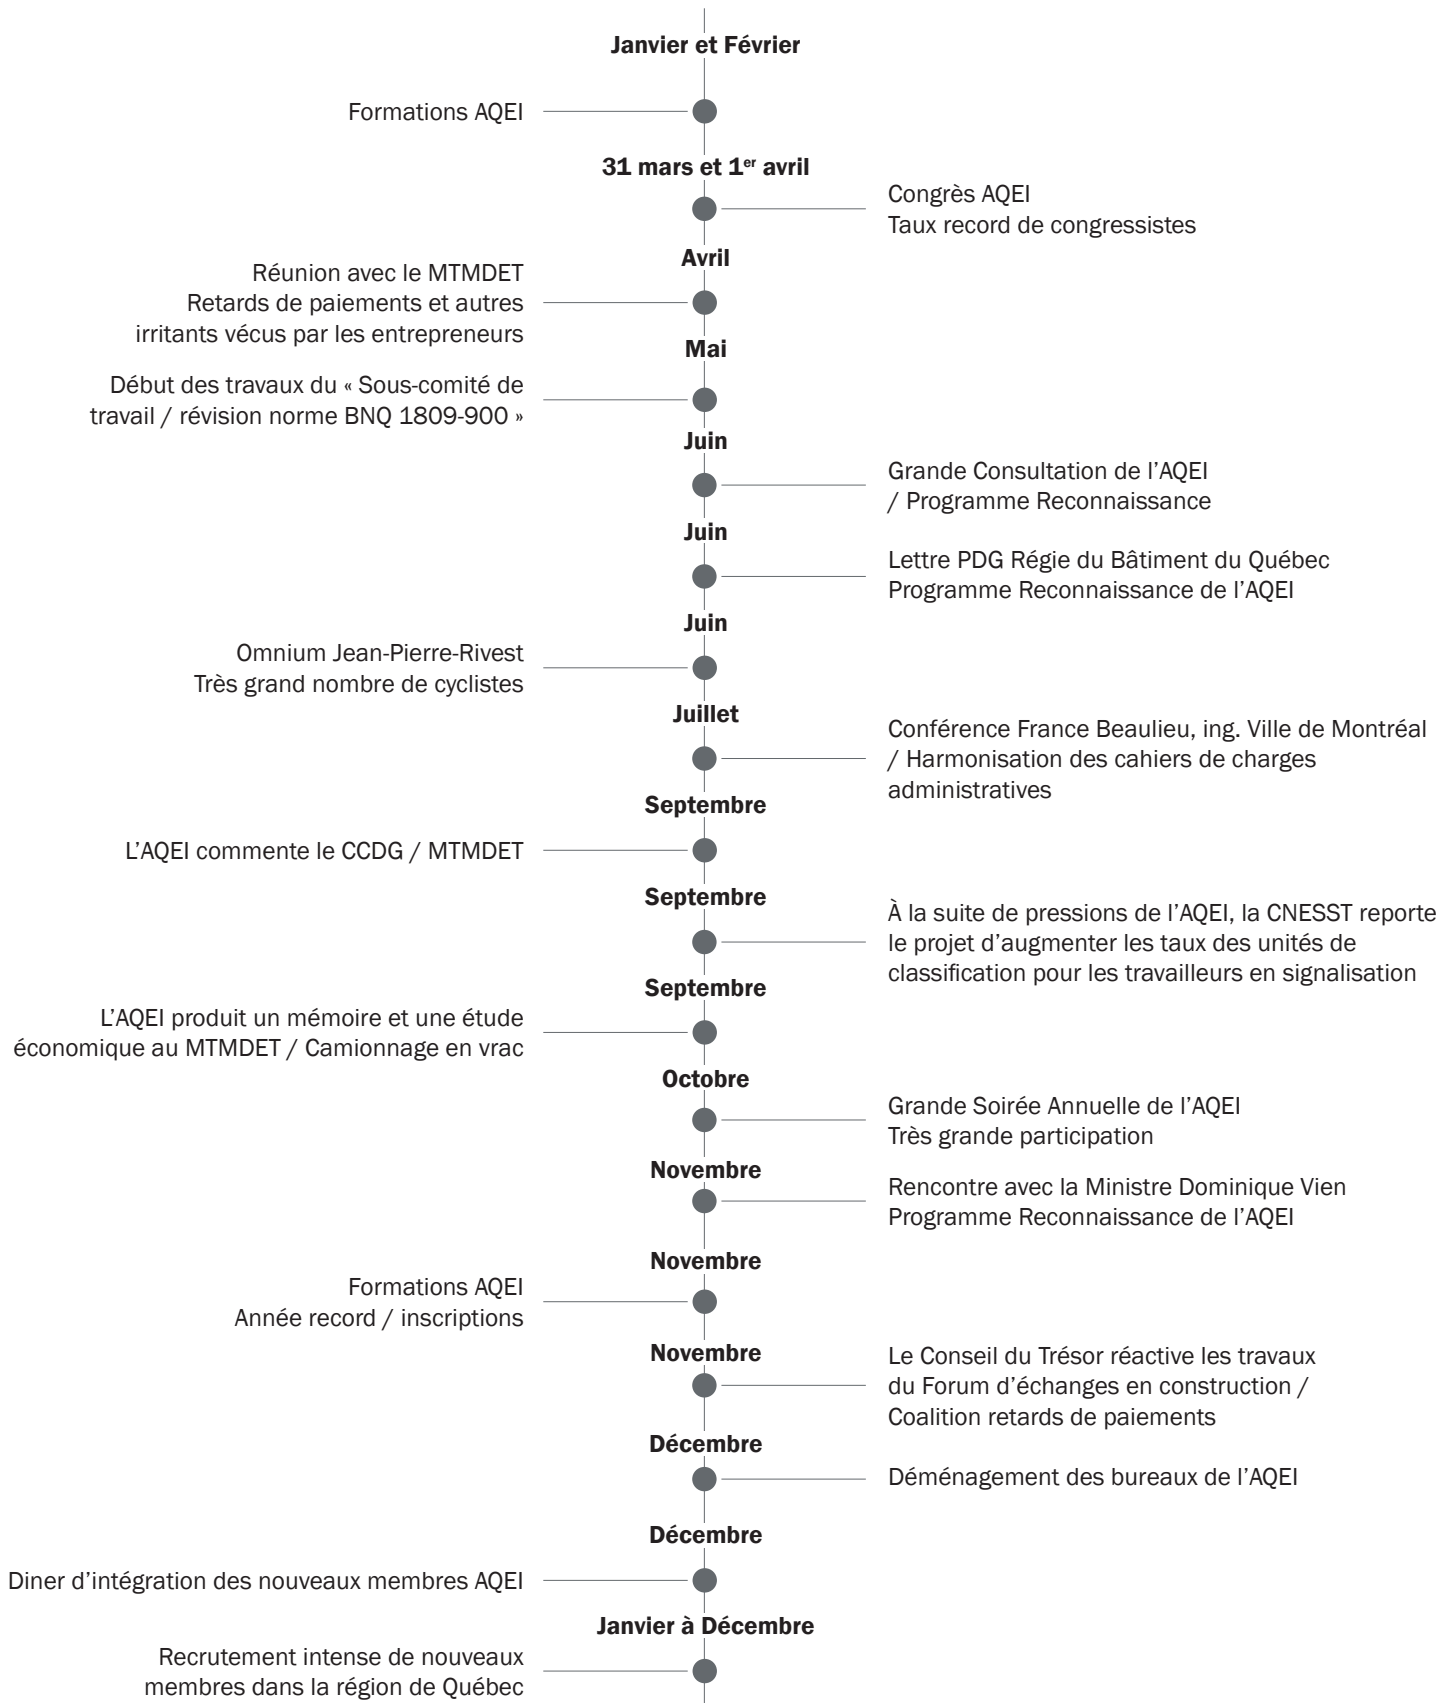 Janvier et Février
Formations AQEI
31 mars et 1er avril
Congrès AQEI
Taux record de congressistes
Avril
Réunion avec le MTMDET
Retards de paiements et autres
irritants vécus par les entrepreneurs
Mai
Début des travaux du « Sous-comité de
travail / révision norme BNQ 1809-900 »
Juin
Grande Consultation de l’AQEI
/ Programme Reconnaissance
Juin
Lettre PDG Régie du Bâtiment du Québec
Programme Reconnaissance de l’AQEI
Juin
Omnium Jean-Pierre-Rivest
Très grand nombre de cyclistes
Juillet
Conférence France Beaulieu, ing. Ville de Montréal
/ Harmonisation des cahiers de charges
administratives
Septembre
L’AQEI commente le CCDG / MTMDET
Septembre
À la suite de pressions de l’AQEI, la CNESST reporte
le projet d’augmenter les taux des unités de
classification pour les travailleurs en signalisation
Septembre
L’AQEI produit un mémoire et une étude
économique au MTMDET / Camionnage en vrac
Octobre
Grande Soirée Annuelle de l’AQEI
Très grande participation
Novembre
Rencontre avec la Ministre Dominique Vien
Programme Reconnaissance de l’AQEI
Novembre
Formations AQEI
Année record / inscriptions
Novembre
Le Conseil du Trésor réactive les travaux
du Forum d’échanges en construction /
Coalition retards de paiements
Décembre
Déménagement des bureaux de l’AQEI
Décembre
Diner d’intégration des nouveaux membres AQEI
Janvier à Décembre
Recrutement intense de nouveaux
membres dans la région de Québec